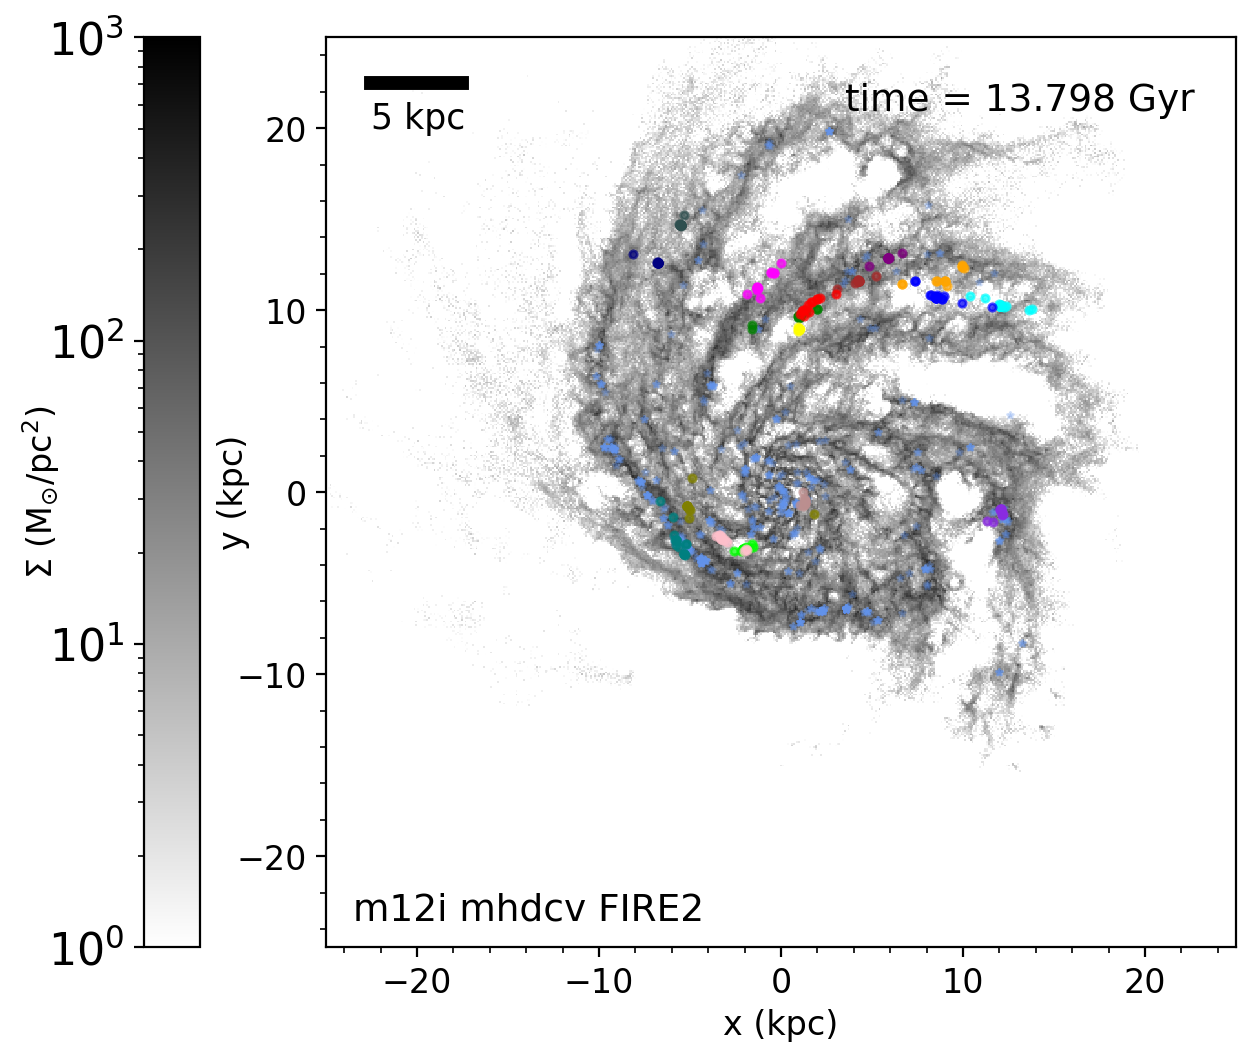 10³
10²
10¹
10⁰
Σ (M⊙/pc²)
y (kpc)
20
10
0
−10
−20
5 kpc
time = 13.798 Gyr
m12i mhdcv FIRE2
−20 −10 0 10 20
x (kpc)